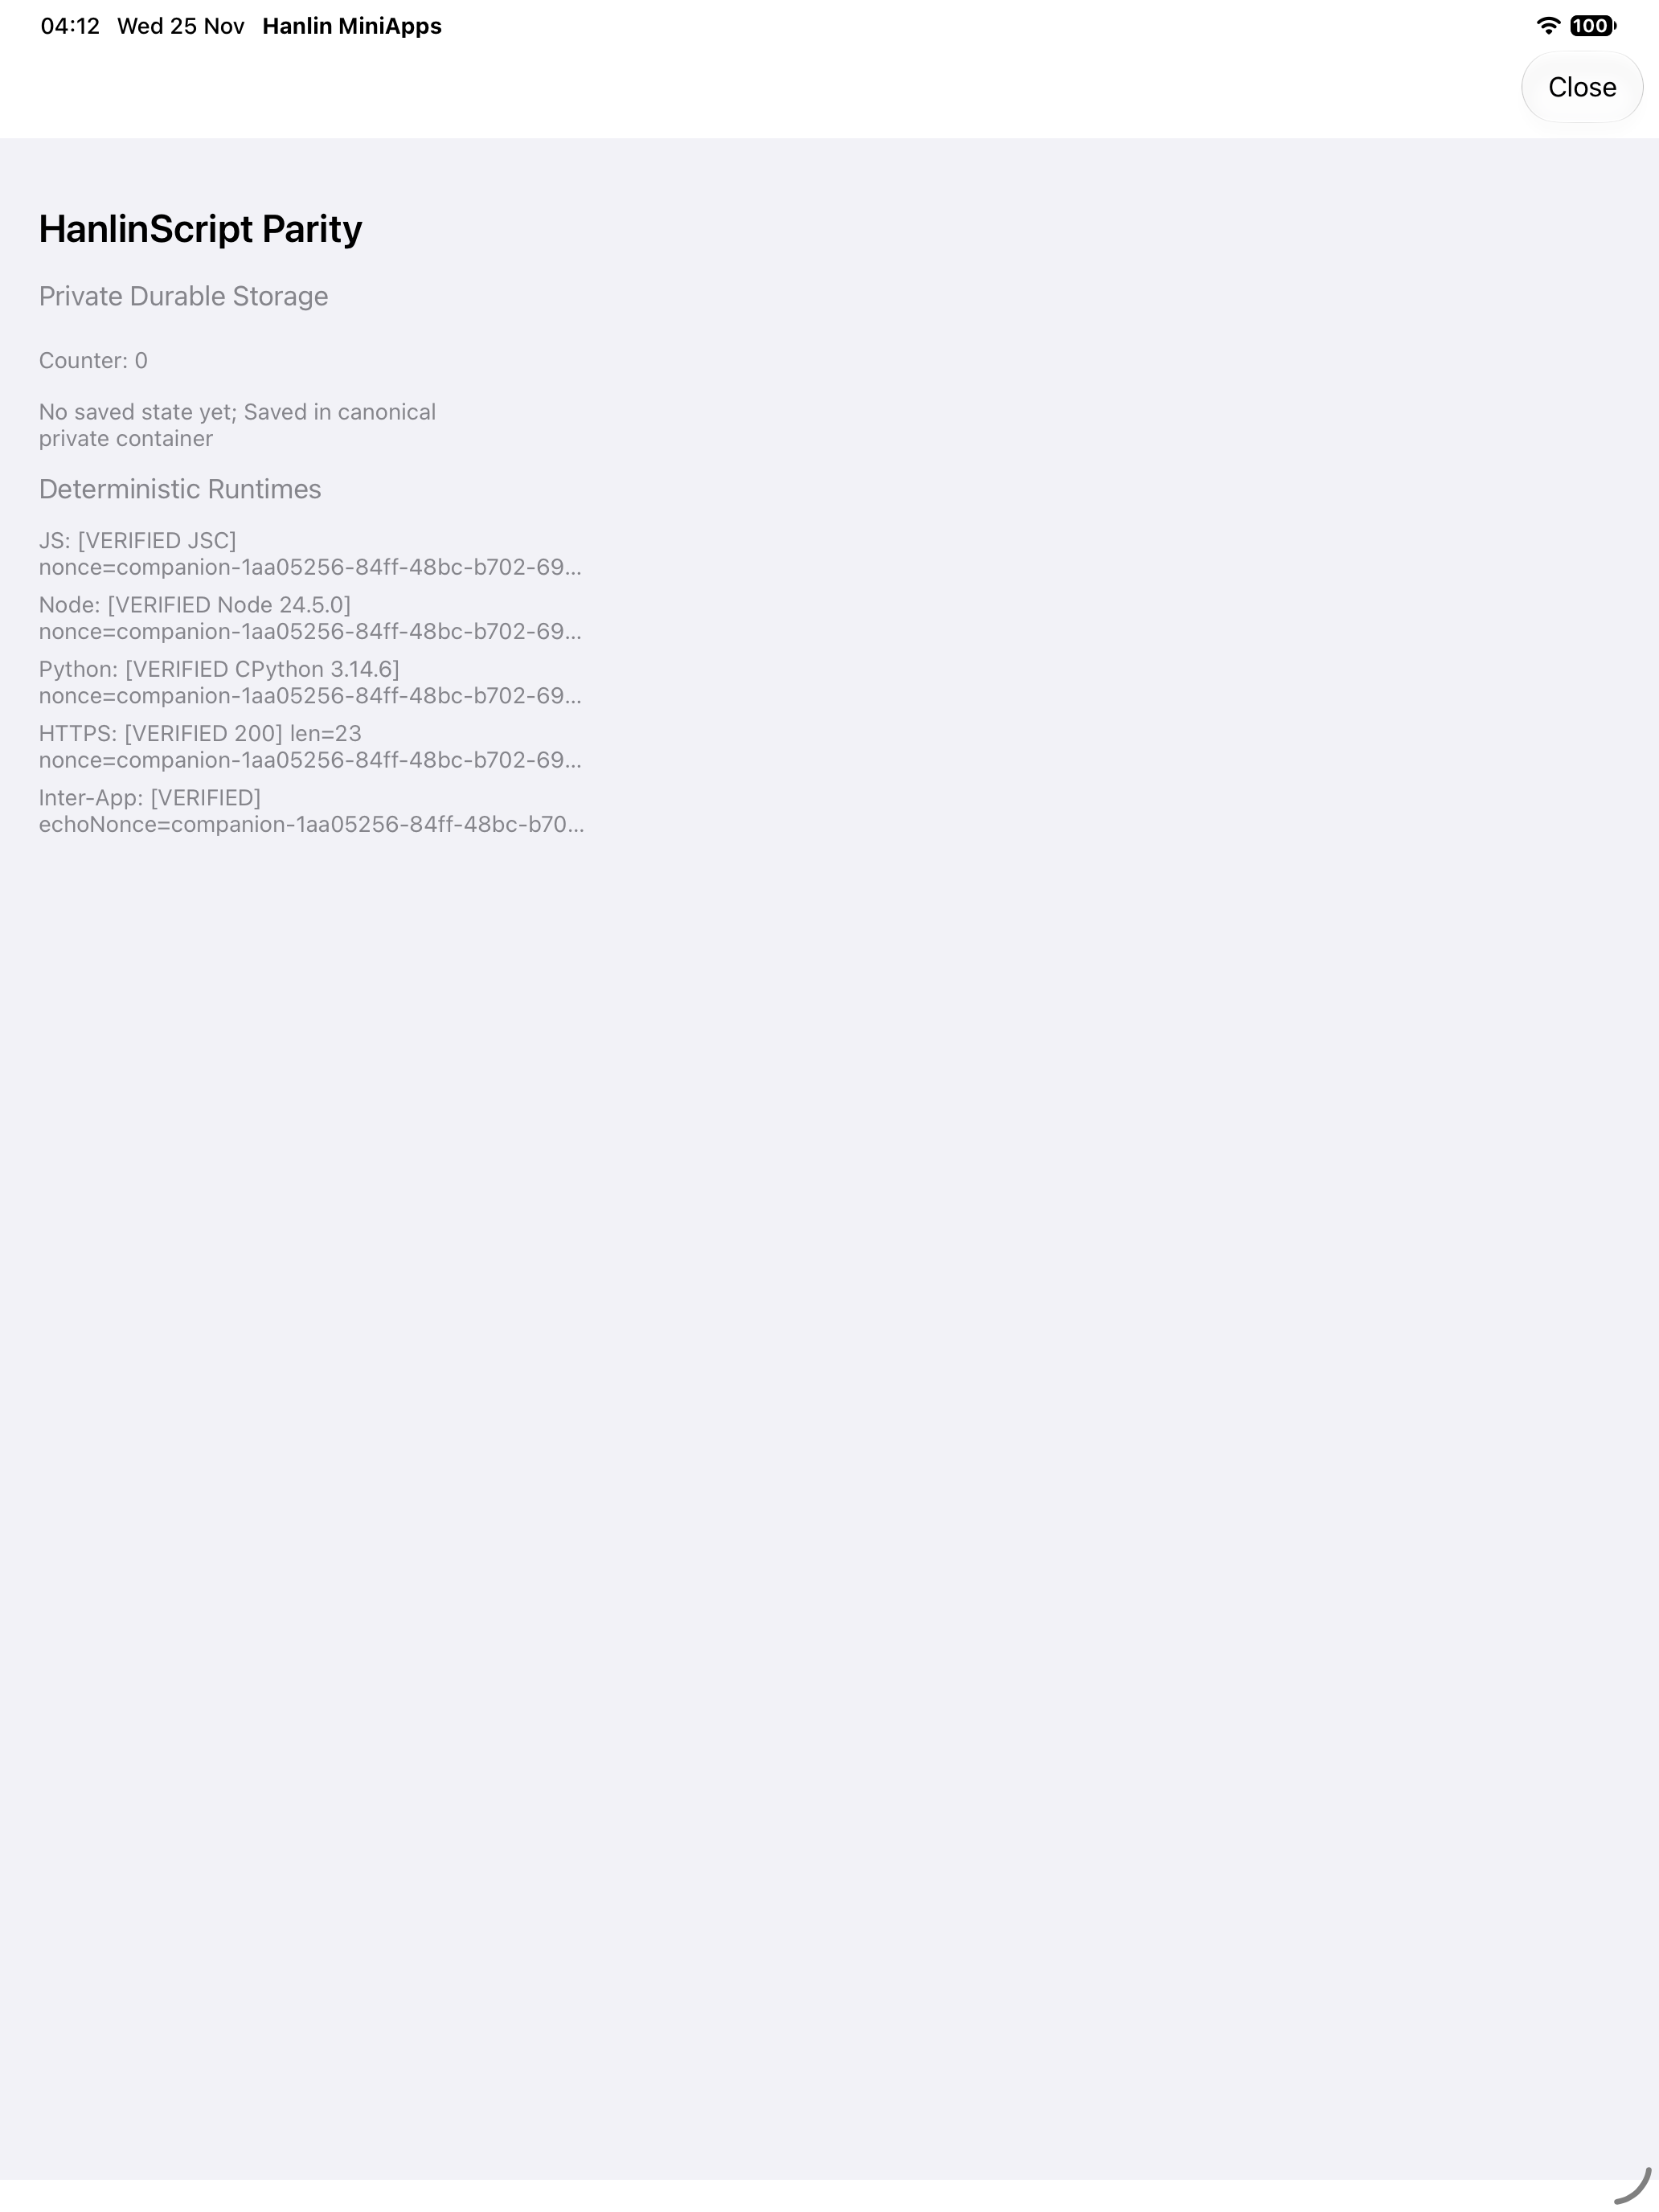 04:12 Wed 25 Nov Hanlin MiniApps
100
Close
HanlinScript Parity
Private Durable Storage
Counter: 0
No saved state yet; Saved in canonical
private container
Deterministic Runtimes
JS: [VERIFIED JSC]
nonce=companion-1aa05256-84ff-48bc-b702-69...
Node: [VERIFIED Node 24.5.0]
nonce=companion-1aa05256-84ff-48bc-b702-69...
Python: [VERIFIED CPython 3.14.6]
nonce=companion-1aa05256-84ff-48bc-b702-69...
HTTPS: [VERIFIED 200] len=23
nonce=companion-1aa05256-84ff-48bc-b702-69...
Inter-App: [VERIFIED]
echoNonce=companion-1aa05256-84ff-48bc-b70...